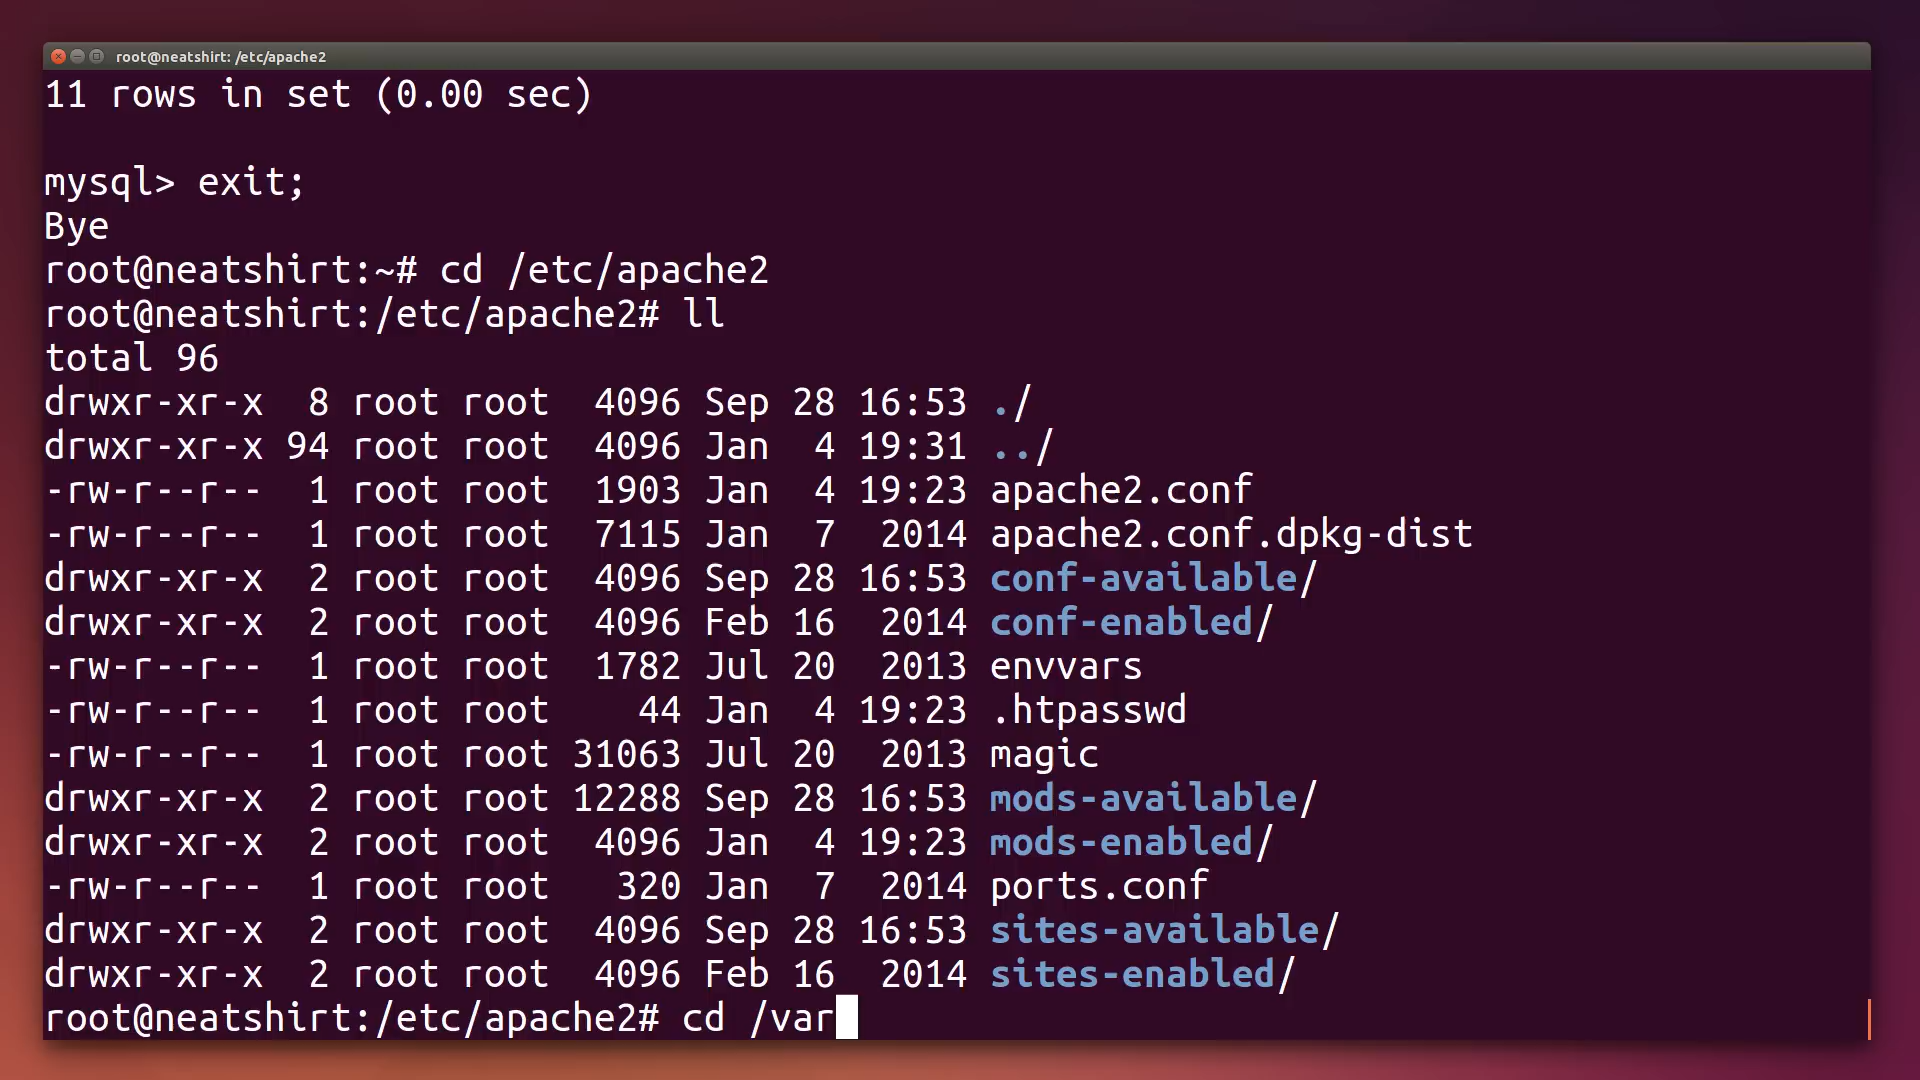 root@neatshirt: /etc/apache2
11 rows in set (0.00 sec)
mysql> exit;
Bye
root@neatshirt:~# cd /etc/apache2
root@neatshirt:/etc/apache2# ll
total 96
drwxr-xr-x  8 root root  4096 Sep 28 16:53 ./
drwxr-xr-x 94 root root  4096 Jan  4 19:31 ../
-rw-r--r--  1 root root  1903 Jan  4 19:23 apache2.conf
-rw-r--r--  1 root root  7115 Jan  7  2014 apache2.conf.dpkg-dist
drwxr-xr-x  2 root root  4096 Sep 28 16:53 conf-available/
drwxr-xr-x  2 root root  4096 Feb 16  2014 conf-enabled/
-rw-r--r--  1 root root  1782 Jul 20  2013 envvars
-rw-r--r--  1 root root    44 Jan  4 19:23 .htpasswd
-rw-r--r--  1 root root 31063 Jul 20  2013 magic
drwxr-xr-x  2 root root 12288 Sep 28 16:53 mods-available/
drwxr-xr-x  2 root root  4096 Jan  4 19:23 mods-enabled/
-rw-r--r--  1 root root   320 Jan  7  2014 ports.conf
drwxr-xr-x  2 root root  4096 Sep 28 16:53 sites-available/
drwxr-xr-x  2 root root  4096 Feb 16  2014 sites-enabled/
root@neatshirt:/etc/apache2# cd /var